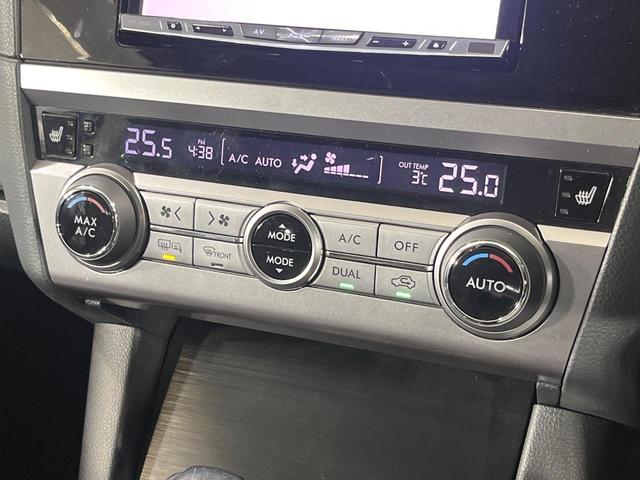 AV NAVI
25.5 PM 4:38 A/C AUTO OUT TEMP 3℃ 25.0
MAX A/C
MODE
MODE
A/C
OFF
FRONT
DUAL
AUTO